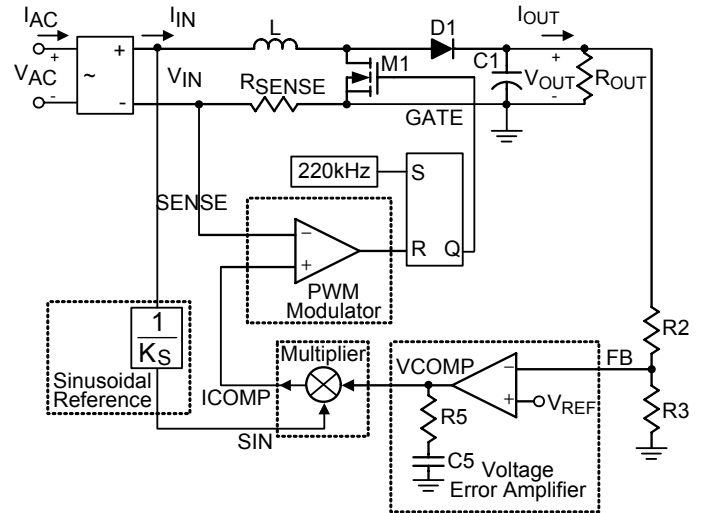 IAC
IIN
L
D1
IOUT
+
+
+
~
VAC
VIN
M1
C1
VOUT
ROUT
-
-
RSENSE
-
GATE
220kHz
S
SENSE
−
+
R
Q
PWM
Modulator
1
KS
Sinusoidal
Reference
Multiplier
ICOMP
SIN
VCOMP
−
+
VREF
FB
R2
R3
R5
C5
Voltage
Error Amplifier